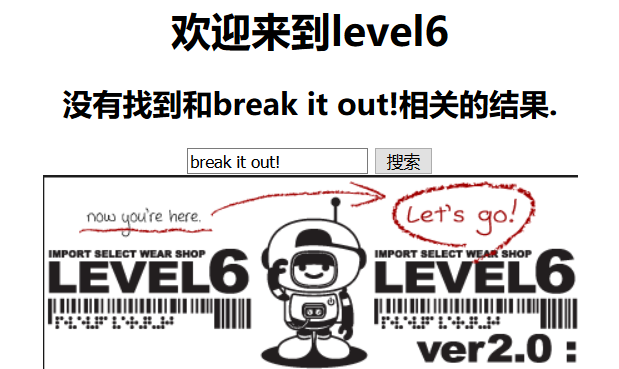 欢迎来到level6
没有找到和break it out!相关的结果.
break it out! 搜索
now you're here. Let's go!
IMPORT SELECT WEAR SHOP IMPORT SELECT WEAR SHOP
LEVEL6 LEVEL6
ver2.0 :